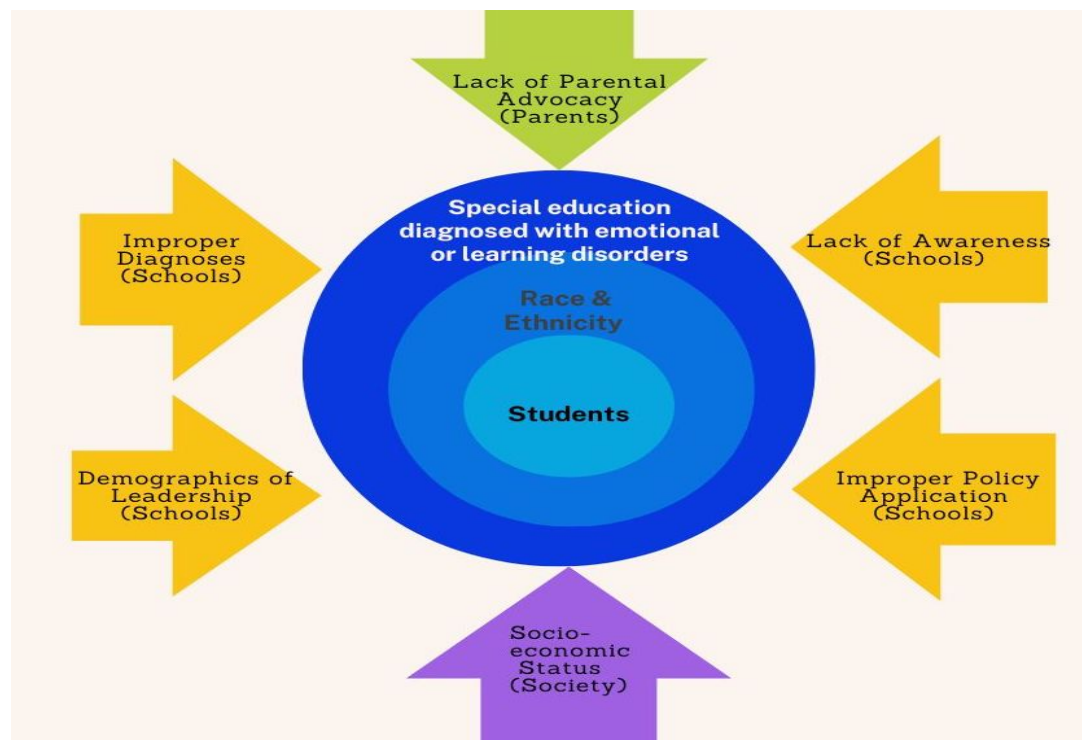 Lack of Parental
Advocacy
(Parents)
Special education
diagnosed with emotional
or learning disorders
Improper
Diagnoses
(Schools)
Lack of Awareness
(Schools)
Race &
Ethnicity
Students
Demographics of
Leadership
(Schools)
Improper Policy
Application
(Schools)
Socio-
economic
Status
(Society)